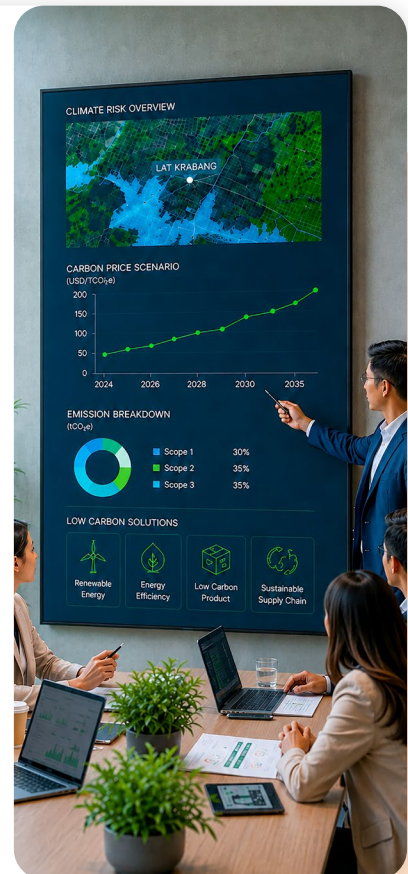 CLIMATE RISK OVERVIEW
LAT KRABANG
CARBON PRICE SCENARIO
(USD/TCO₂e)
200
150
100
50
0
2024 2026 2028 2030 2035
EMISSION BREAKDOWN
(tCO₂e)
Scope 1 30%
Scope 2 35%
Scope 3 35%
LOW CARBON SOLUTIONS
Renewable
Energy
Energy
Efficiency
Low Carbon
Product
Sustainable
Supply Chain